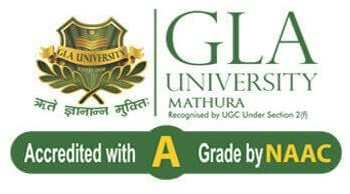 GLA UNIVERSITY
ऋते ज्ञानान्न मुक्तिः
GLA
UNIVERSITY
MATHURA
Recognised by UGC Under Section 2(f)
Accredited with A Grade by NAAC